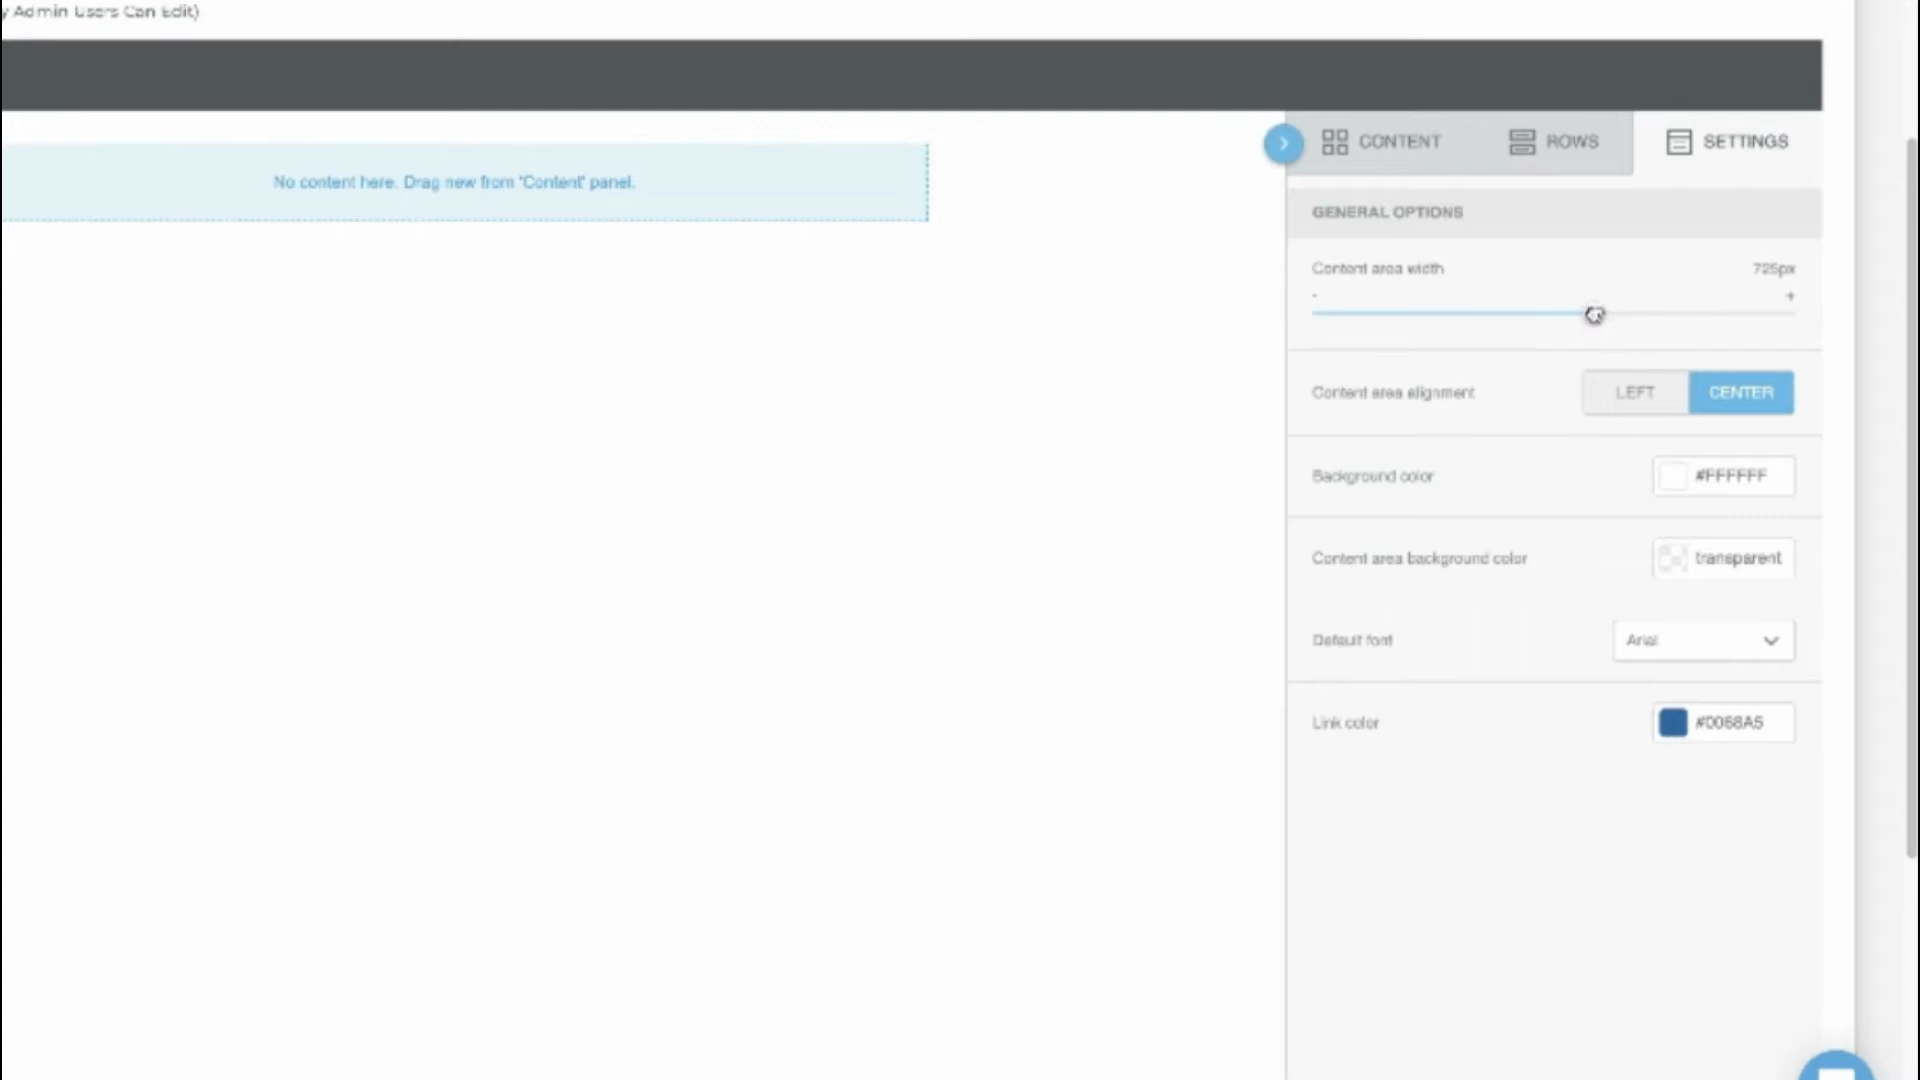 y Admin Users Can Edit)
CONTENT
ROWS
SETTINGS
No content here. Drag new from 'Content' panel.
GENERAL OPTIONS
Content area width
725px
-
+
Content area alignment
LEFT
CENTER
Background color
#FFFFFF
Content area background color
transparent
Default font
Arial
Link color
#0068A5